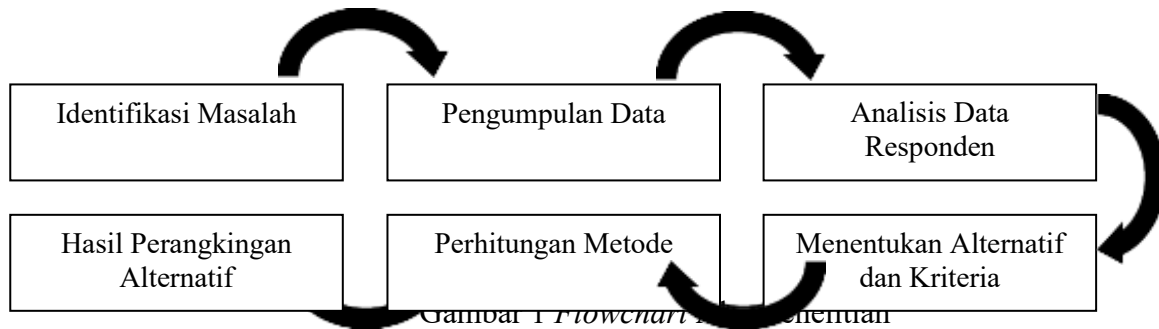 Identifikasi Masalah
Pengumpulan Data
Analisis Data
Responden
Menentukan Alternatif
dan Kriteria
Perhitungan Metode
Hasil Perangkingan
Alternatif
Gambar 1 Flowchart